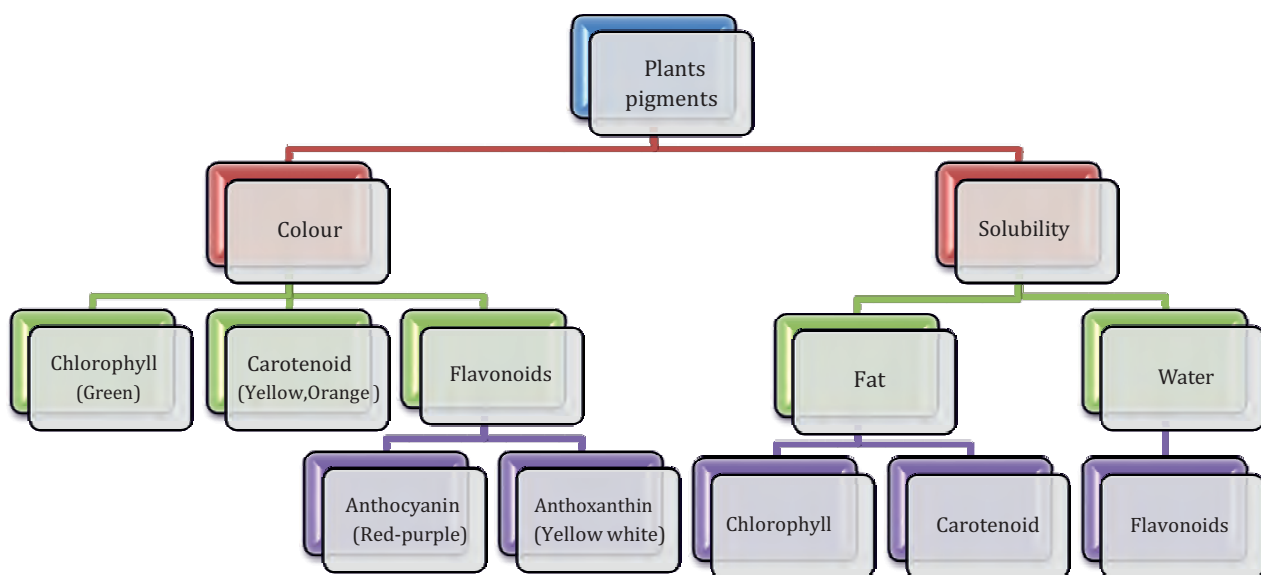 Plants
pigments
Colour
Solubility
Chlorophyll
(Green)
Carotenoid
(Yellow,Orange )
Flavonoids
Fat
Water
Anthocyanin
(Red-purple)
Anthoxanthin
(Yellow white)
Chlorophyll
Carotenoid
Flavonoids